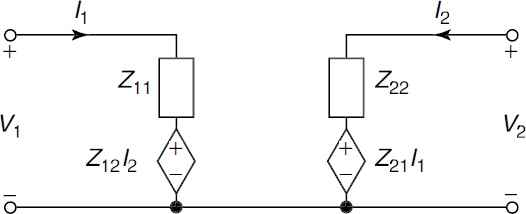 I₁ I₂
+ +
Z₁₁ Z₂₂
V₁ V₂
Z₁₂I₂ + − + − Z₂₁I₁
− −